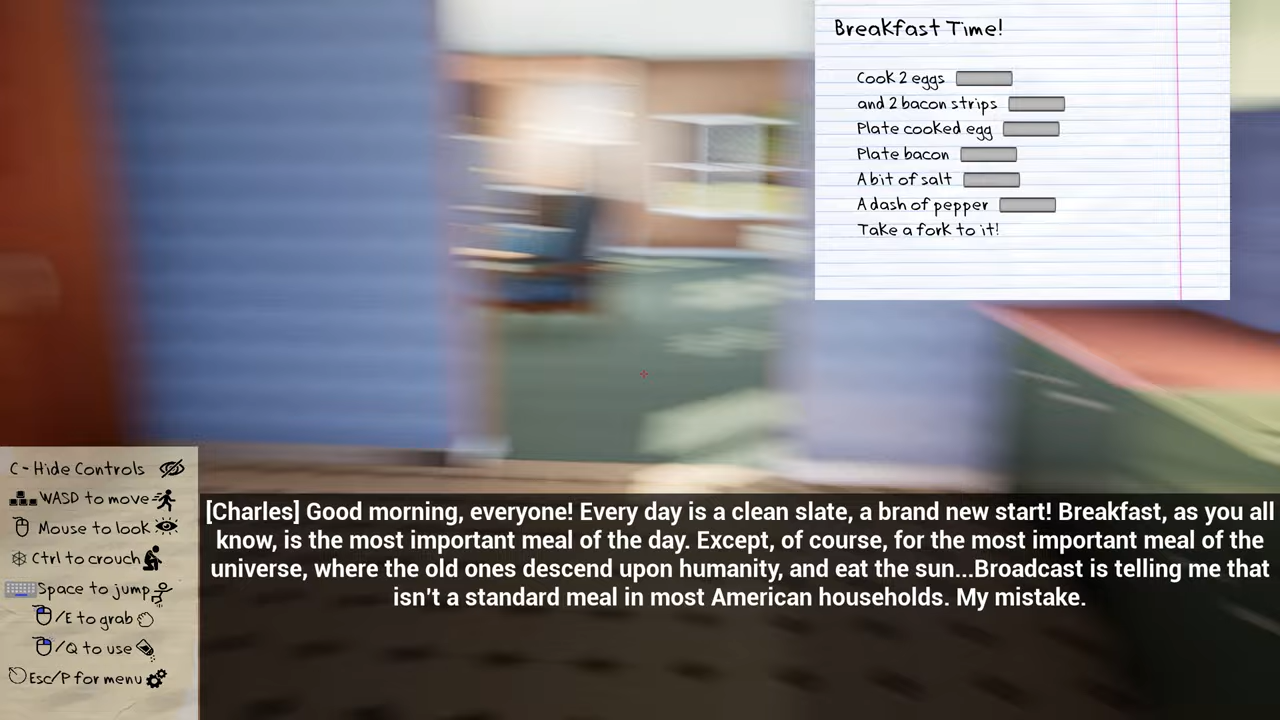 Breakfast Time!
Cook 2 eggs
and 2 bacon strips
Plate cooked egg
Plate bacon
A bit of salt
A dash of pepper
Take a fork to it!
C - Hide Controls
WASD to move
Mouse to look
Ctrl to crouch
Space to jump
/E to grab
/Q to use
Esc/P for menu
[Charles] Good morning, everyone! Every day is a clean slate, a brand new start! Breakfast, as you all
know, is the most important meal of the day. Except, of course, for the most important meal of the
universe, where the old ones descend upon humanity, and eat the sun...Broadcast is telling me that
isn't a standard meal in most American households. My mistake.